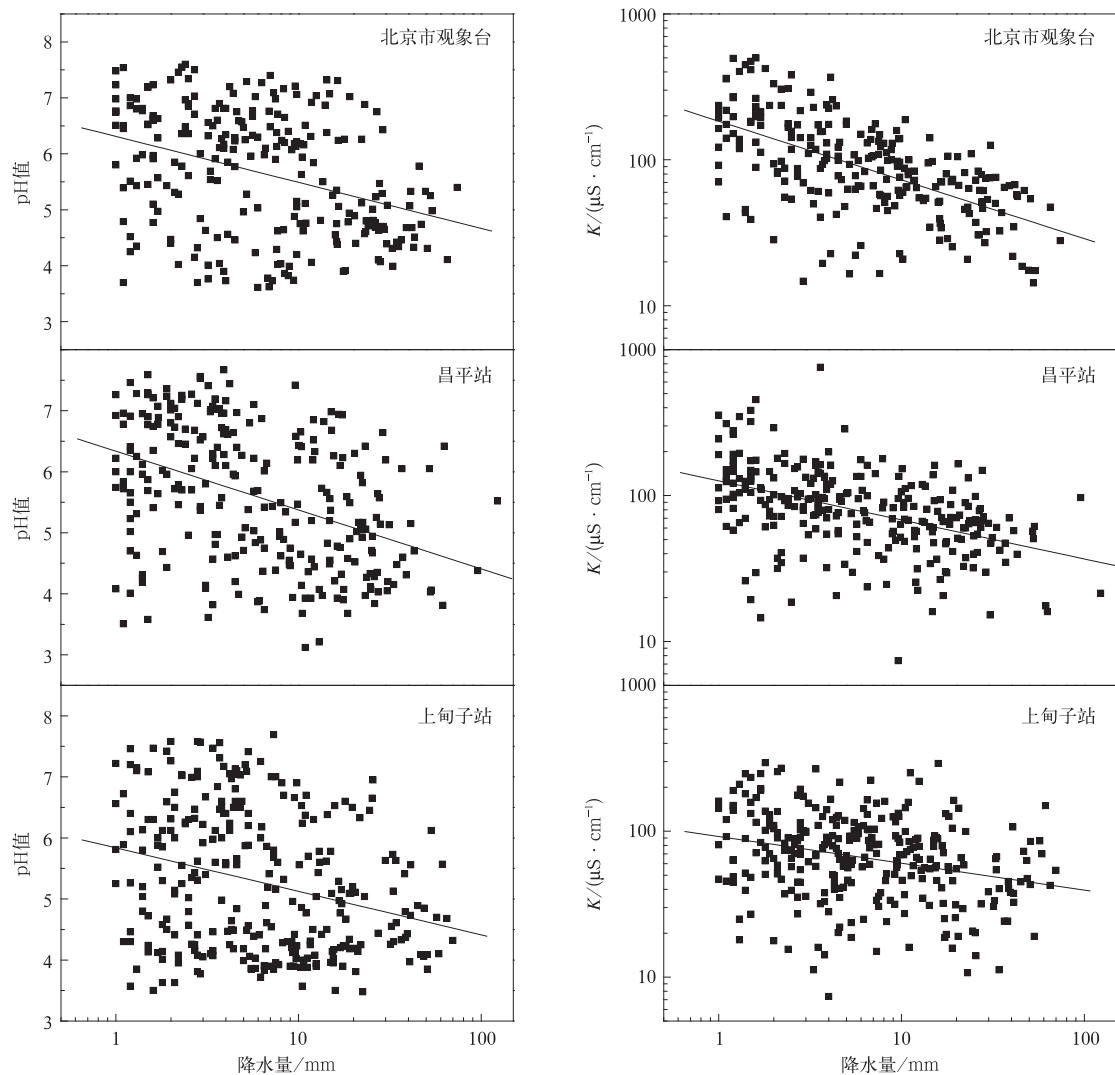 北京市观象台
8
7
6
5
4
3
pH值
昌平站
7
6
5
4
3
pH值
上甸子站
8
7
6
5
4
3
pH值
1
10
100
降水量/mm
1000
北京市观象台
100
10
K/(μS·cm⁻¹)
1000
昌平站
100
10
K/(μS·cm⁻¹)
1000
上甸子站
100
10
K/(μS·cm⁻¹)
1
10
100
降水量/mm